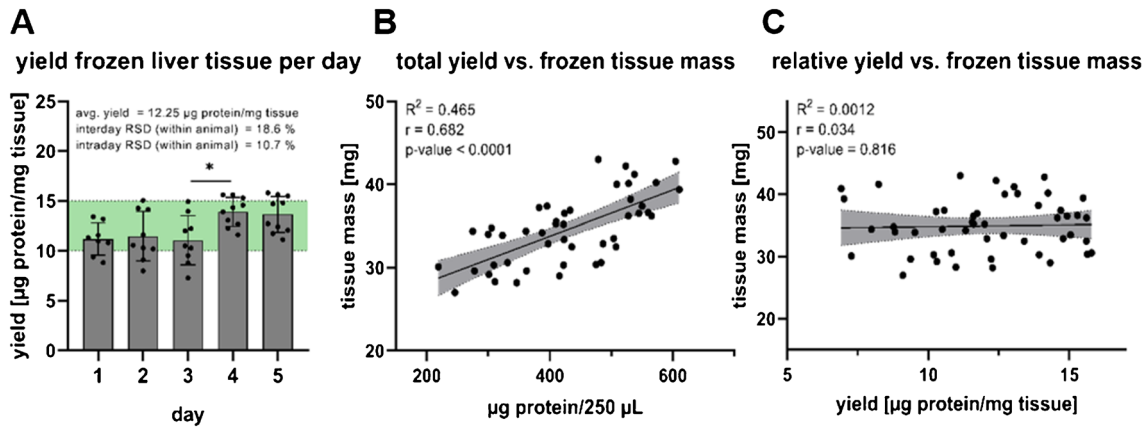 A
yield frozen liver tissue per day
avg. yield = 12.25 µg protein/mg tissue
interday RSD (within animal) = 18.6 %
intraday RSD (within animal) = 10.7 %
*
yield [µg protein/mg tissue]
25
20
15
10
5
0
1 2 3 4 5
day
B
total yield vs. frozen tissue mass
R² = 0.465
r = 0.682
p-value < 0.0001
tissue mass [mg]
50
40
30
20
200 400 600
µg protein/250 µL
C
relative yield vs. frozen tissue mass
R² = 0.0012
r = 0.034
p-value = 0.816
tissue mass [mg]
50
40
30
20
5 10 15
yield [µg protein/mg tissue]